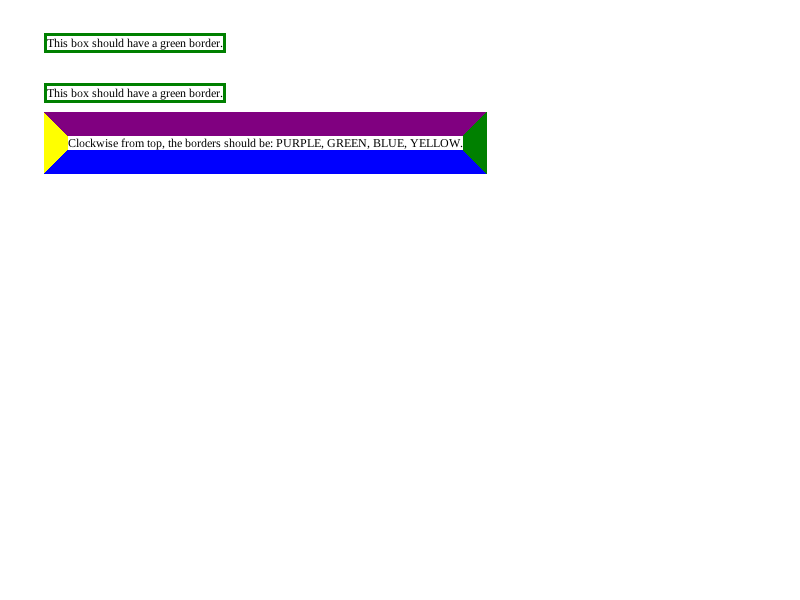 This box should have a green border.
This box should have a green border.
Clockwise from top, the borders should be: PURPLE, GREEN, BLUE, YELLOW.